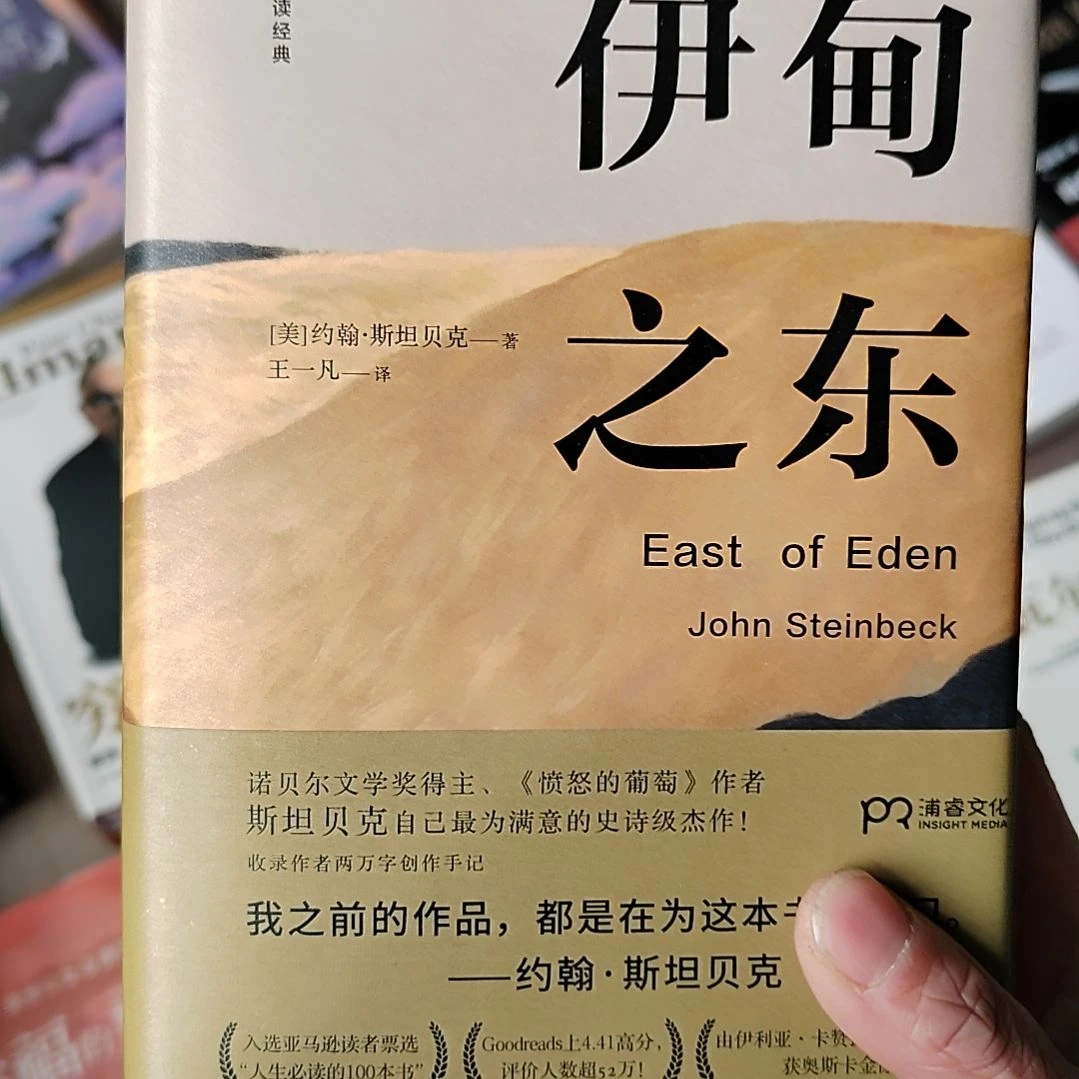 读经典
伊甸
之东
[美]约翰·斯坦贝克——著
王一凡——译
East of Eden
John Steinbeck
诺贝尔文学奖得主、《愤怒的葡萄》作者
斯坦贝克自己最为满意的史诗级杰作!
收录作者两万字创作手记
浦睿文化
INSIGHT MEDIA
我之前的作品，都是在为这本
——约翰·斯坦贝克
入选亚马逊读者票选
“人生必读的100本书”
Goodreads上4.41高分，
评价人数超52万!
由伊利亚·卡赞
获奥斯卡金